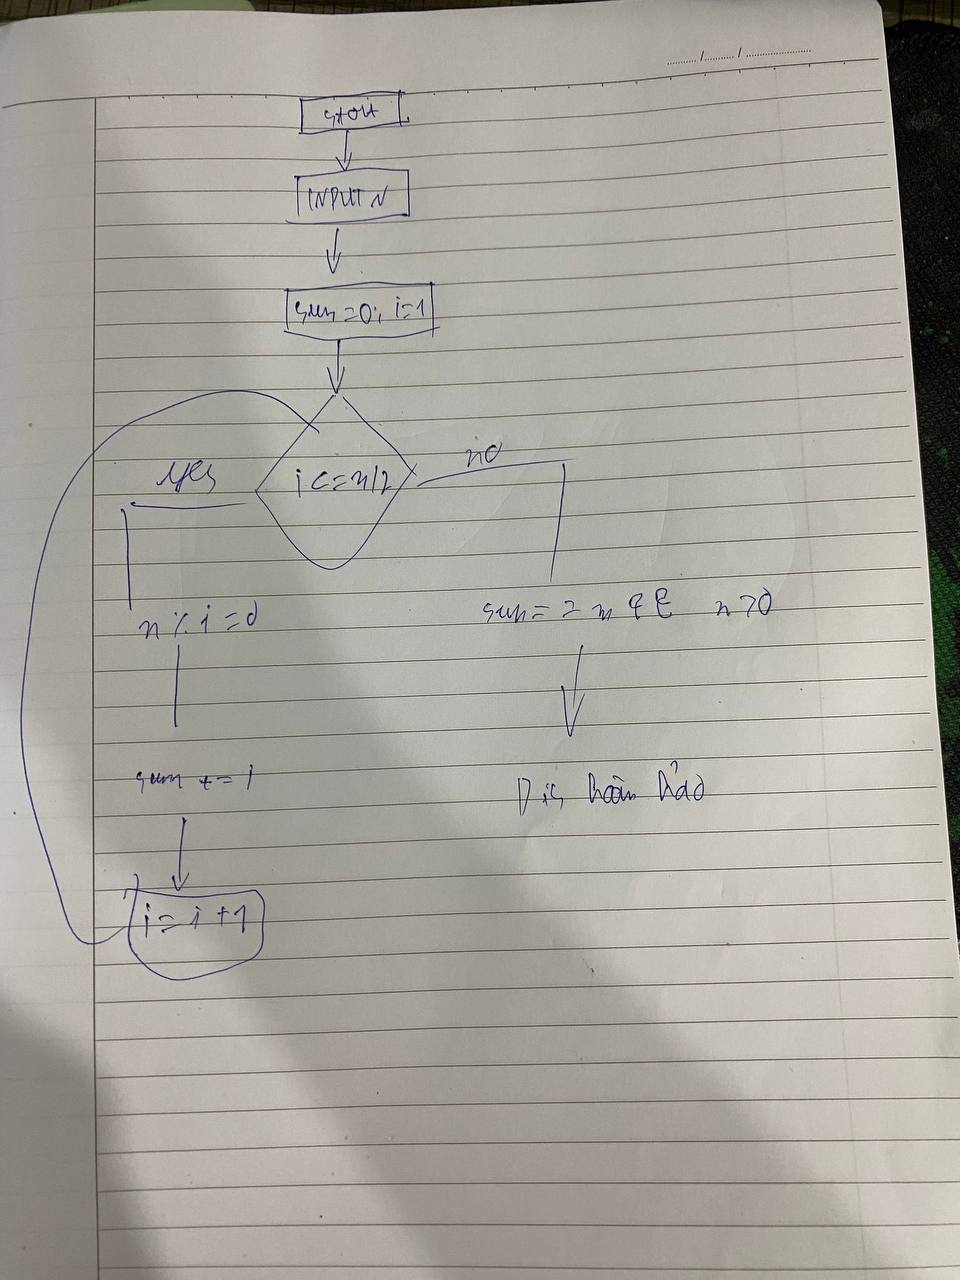 start
INPUT N
sum = 0; i=1
yes
i <= n/2
no
n % i = 0
sum = = n && n > 0
sum += i
n is hoàn hảo
i = i + 1